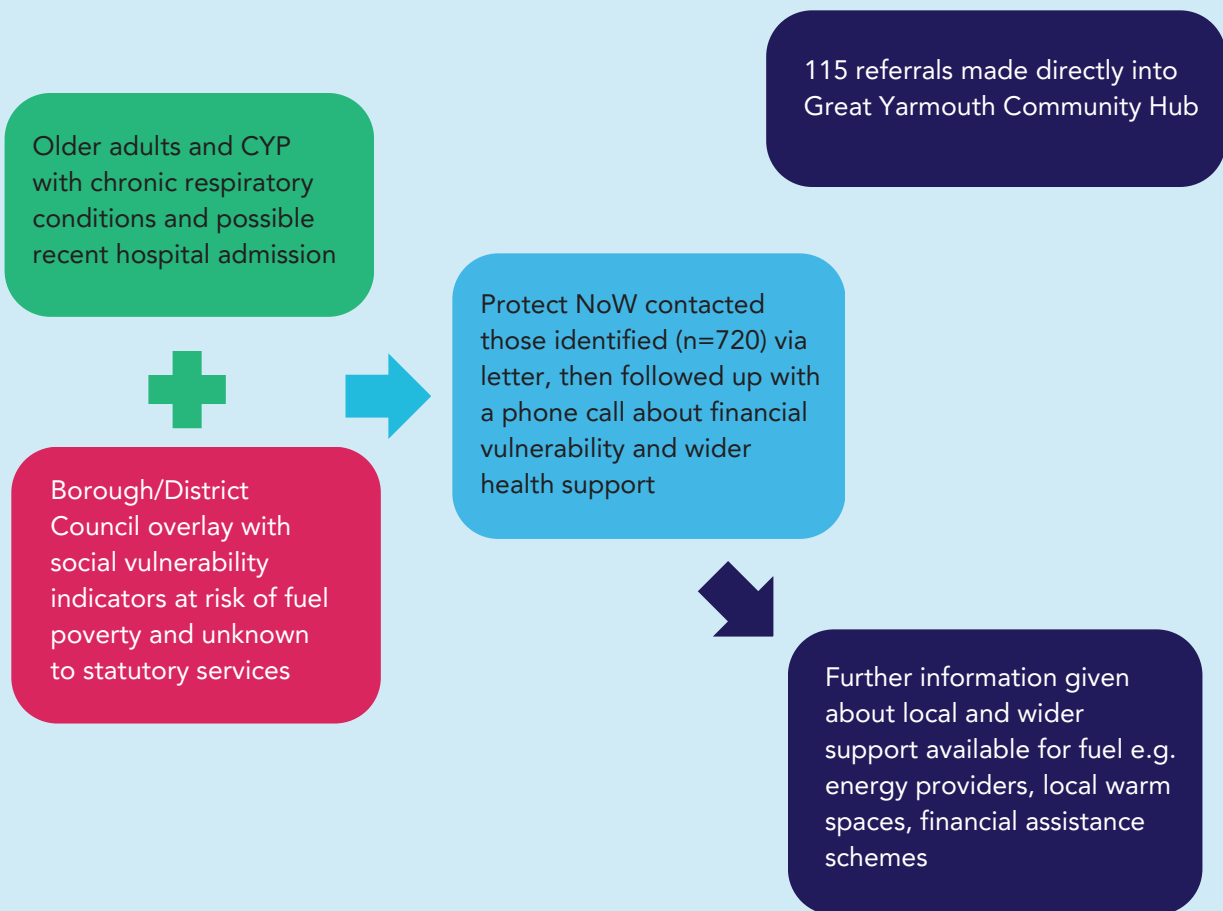 Older adults and CYP
with chronic respiratory
conditions and possible
recent hospital admission
Borough/District
Council overlay with
social vulnerability
indicators at risk of fuel
poverty and unknown
to statutory services
Protect NoW contacted
those identified (n=720) via
letter, then followed up with
a phone call about financial
vulnerability and wider
health support
115 referrals made directly into
Great Yarmouth Community Hub
Further information given
about local and wider
support available for fuel e.g.
energy providers, local warm
spaces, financial assistance
schemes